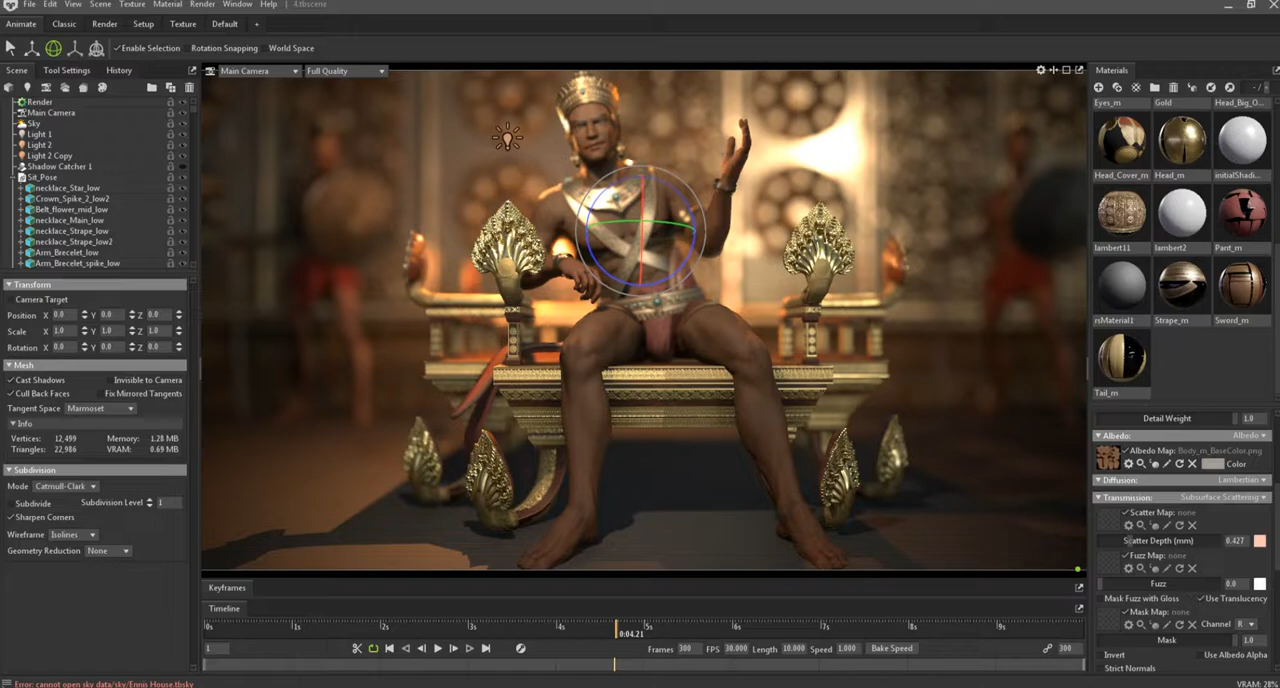 File Edit View Scene Texture Material Render Window Help 4.tbscene
Animate Classic Render Setup Texture Default +
Enable Selection Rotation Snapping World Space
Scene Tool Settings History
Main Camera Full Quality
Render
Main Camera
Sky
Light 1
Light 2
Light 2 Copy
Shadow Catcher 1
Sit_Pose
necklace_Star_low
Crown_Spike_2_low2
Belt_flower_mid_low
necklace_Main_low
necklace_Strape_low
necklace_Strape_low2
Arm_Brecelet_low
Arm_Brecelet_spike_low
Transform
Camera Target
Position X 0.0 Y 0.0 Z 0.0
Scale X 1.0 Y 1.0 Z 1.0
Rotation X 0.0 Y 0.0 Z 0.0
Mesh
Cast Shadows Invisible to Camera
Cull Back Faces Fix Mirrored Tangents
Tangent Space Marmoset
Info
Vertices: 12,499 Memory: 1.28 MB
Triangles: 22,986 VRAM: 0.69 MB
Subdivision
Mode Catmull-Clark
Subdivide Subdivision Level 1
Sharpen Corners
Wireframe Isolines
Geometry Reduction None
Keyframes
Timeline
0s 1s 2s 3s 4s 5s 6s 7s 8s 9s
0:04.21
1 Frames 300 FPS 30.000 Length 10.000 Speed 1.000 Bake Speed 300
Materials
Eyes_m Gold Head_Big_O...
Head_Cover_m Head_m initialShadi...
lambert11 lambert2 Pant_m
rsMaterial1 Strape_m Sword_m
Tail_m
Detail Weight 1.0
Albedo: Albedo
Albedo Map: Body_m_BaseColor.png
Color
Diffusion: Lambertian
Transmission: Subsurface Scattering
Scatter Map: none
Scatter Depth (mm) 0.427
Fuzz Map: none
Fuzz 0.0
Mask Fuzz with Gloss Use Translucency
Mask Map: none
Channel R
Mask 1.0
Invert Use Albedo Alpha
Strict Normals
Error: cannot open sky data/sky/Ennis House.tbsky
VRAM: 28%